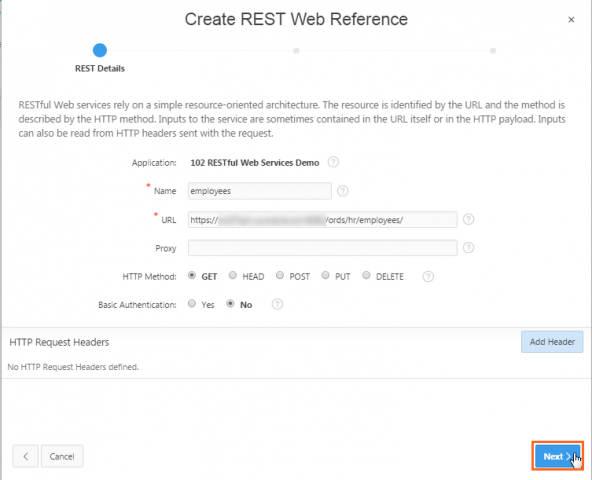 Create REST Web Reference
×
REST Details
RESTful Web services rely on a simple resource-oriented architecture. The resource is identified by the URL and the method is
described by the HTTP method. Inputs to the service are sometimes contained in the URL itself or in the HTTP payload. Inputs
can also be read from HTTP headers sent with the request.
Application: 102 RESTful Web Services Demo ?
* Name employees ?
* URL https:// /ords/hr/employees/ ?
Proxy ?
HTTP Method: GET HEAD POST PUT DELETE ?
Basic Authentication: Yes No ?
HTTP Request Headers Add Header
No HTTP Request Headers defined.
< Cancel Next >